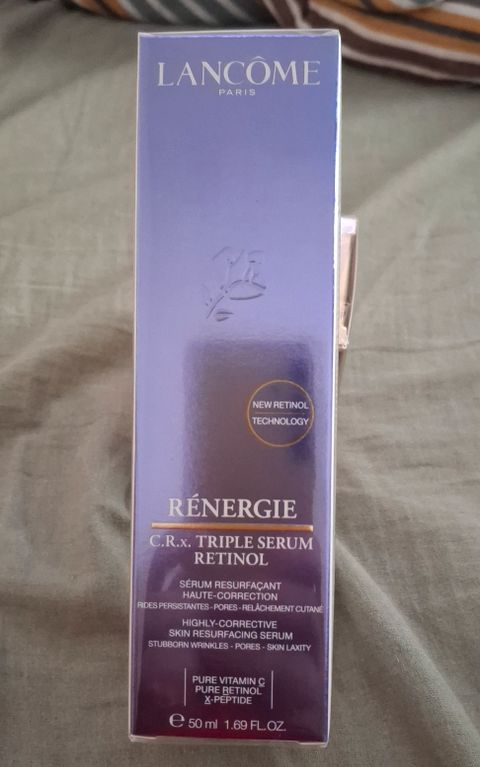 LANCÔME
PARIS
NEW RETINOL
TECHNOLOGY
RÉNERGIE
C.R.x. TRIPLE SERUM
RETINOL
SÉRUM RESURFAÇANT
HAUTE-CORRECTION
RIDES PERSISTANTES - PORES - RELÂCHEMENT CUTANÉ
HIGHLY-CORRECTIVE
SKIN RESURFACING SERUM
STUBBORN WRINKLES - PORES - SKIN LAXITY
PURE VITAMIN C
PURE RETINOL
X-PEPTIDE
e 50 ml 1.69 FL.OZ.